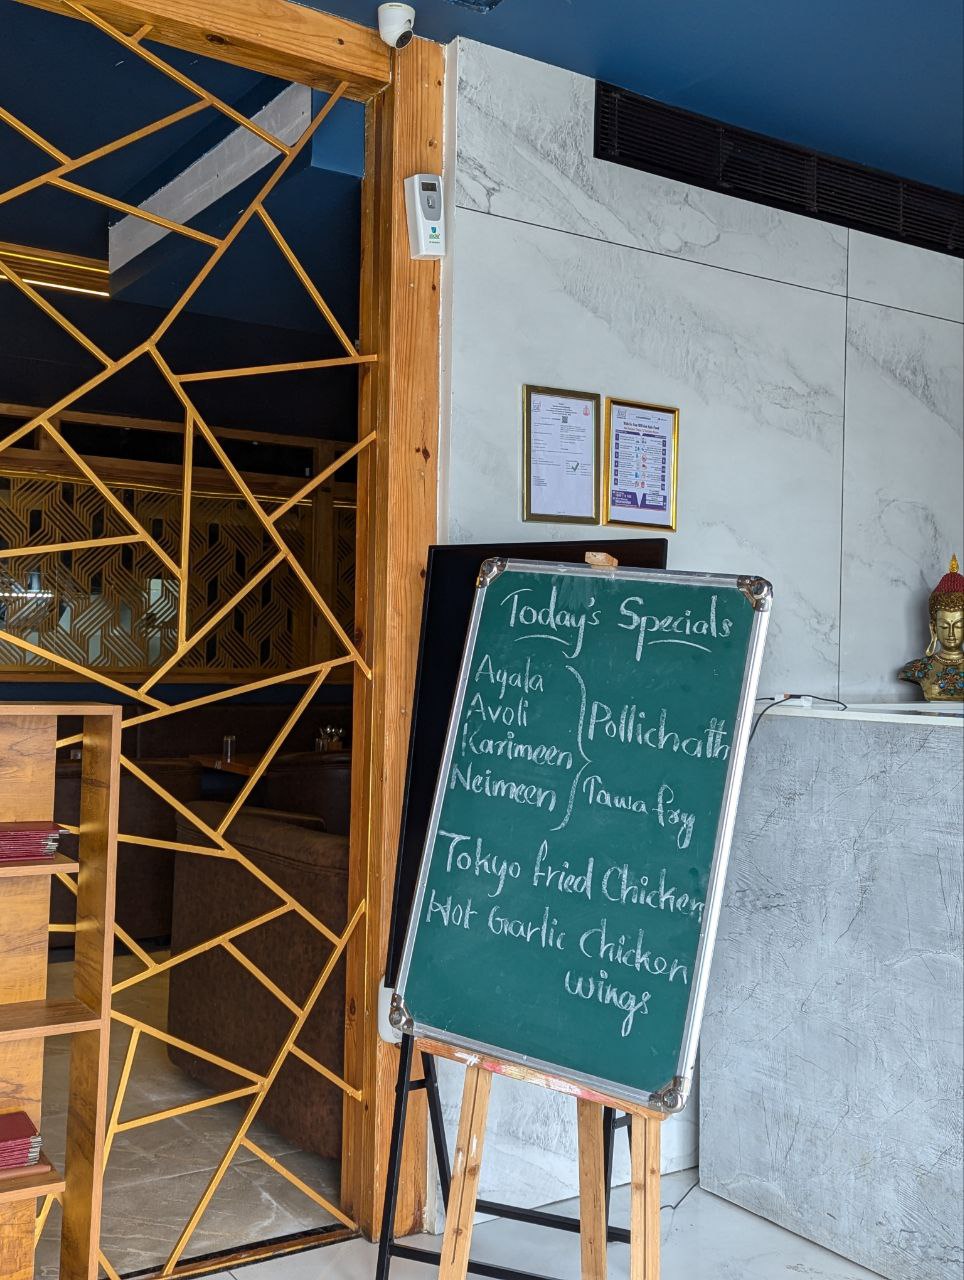 Today's Specials
Ayala
Avoli
Karimeen
Neimeen
Pollichath
Tawa fry
Tokyo fried Chicken
Hot Garlic Chicken
wings